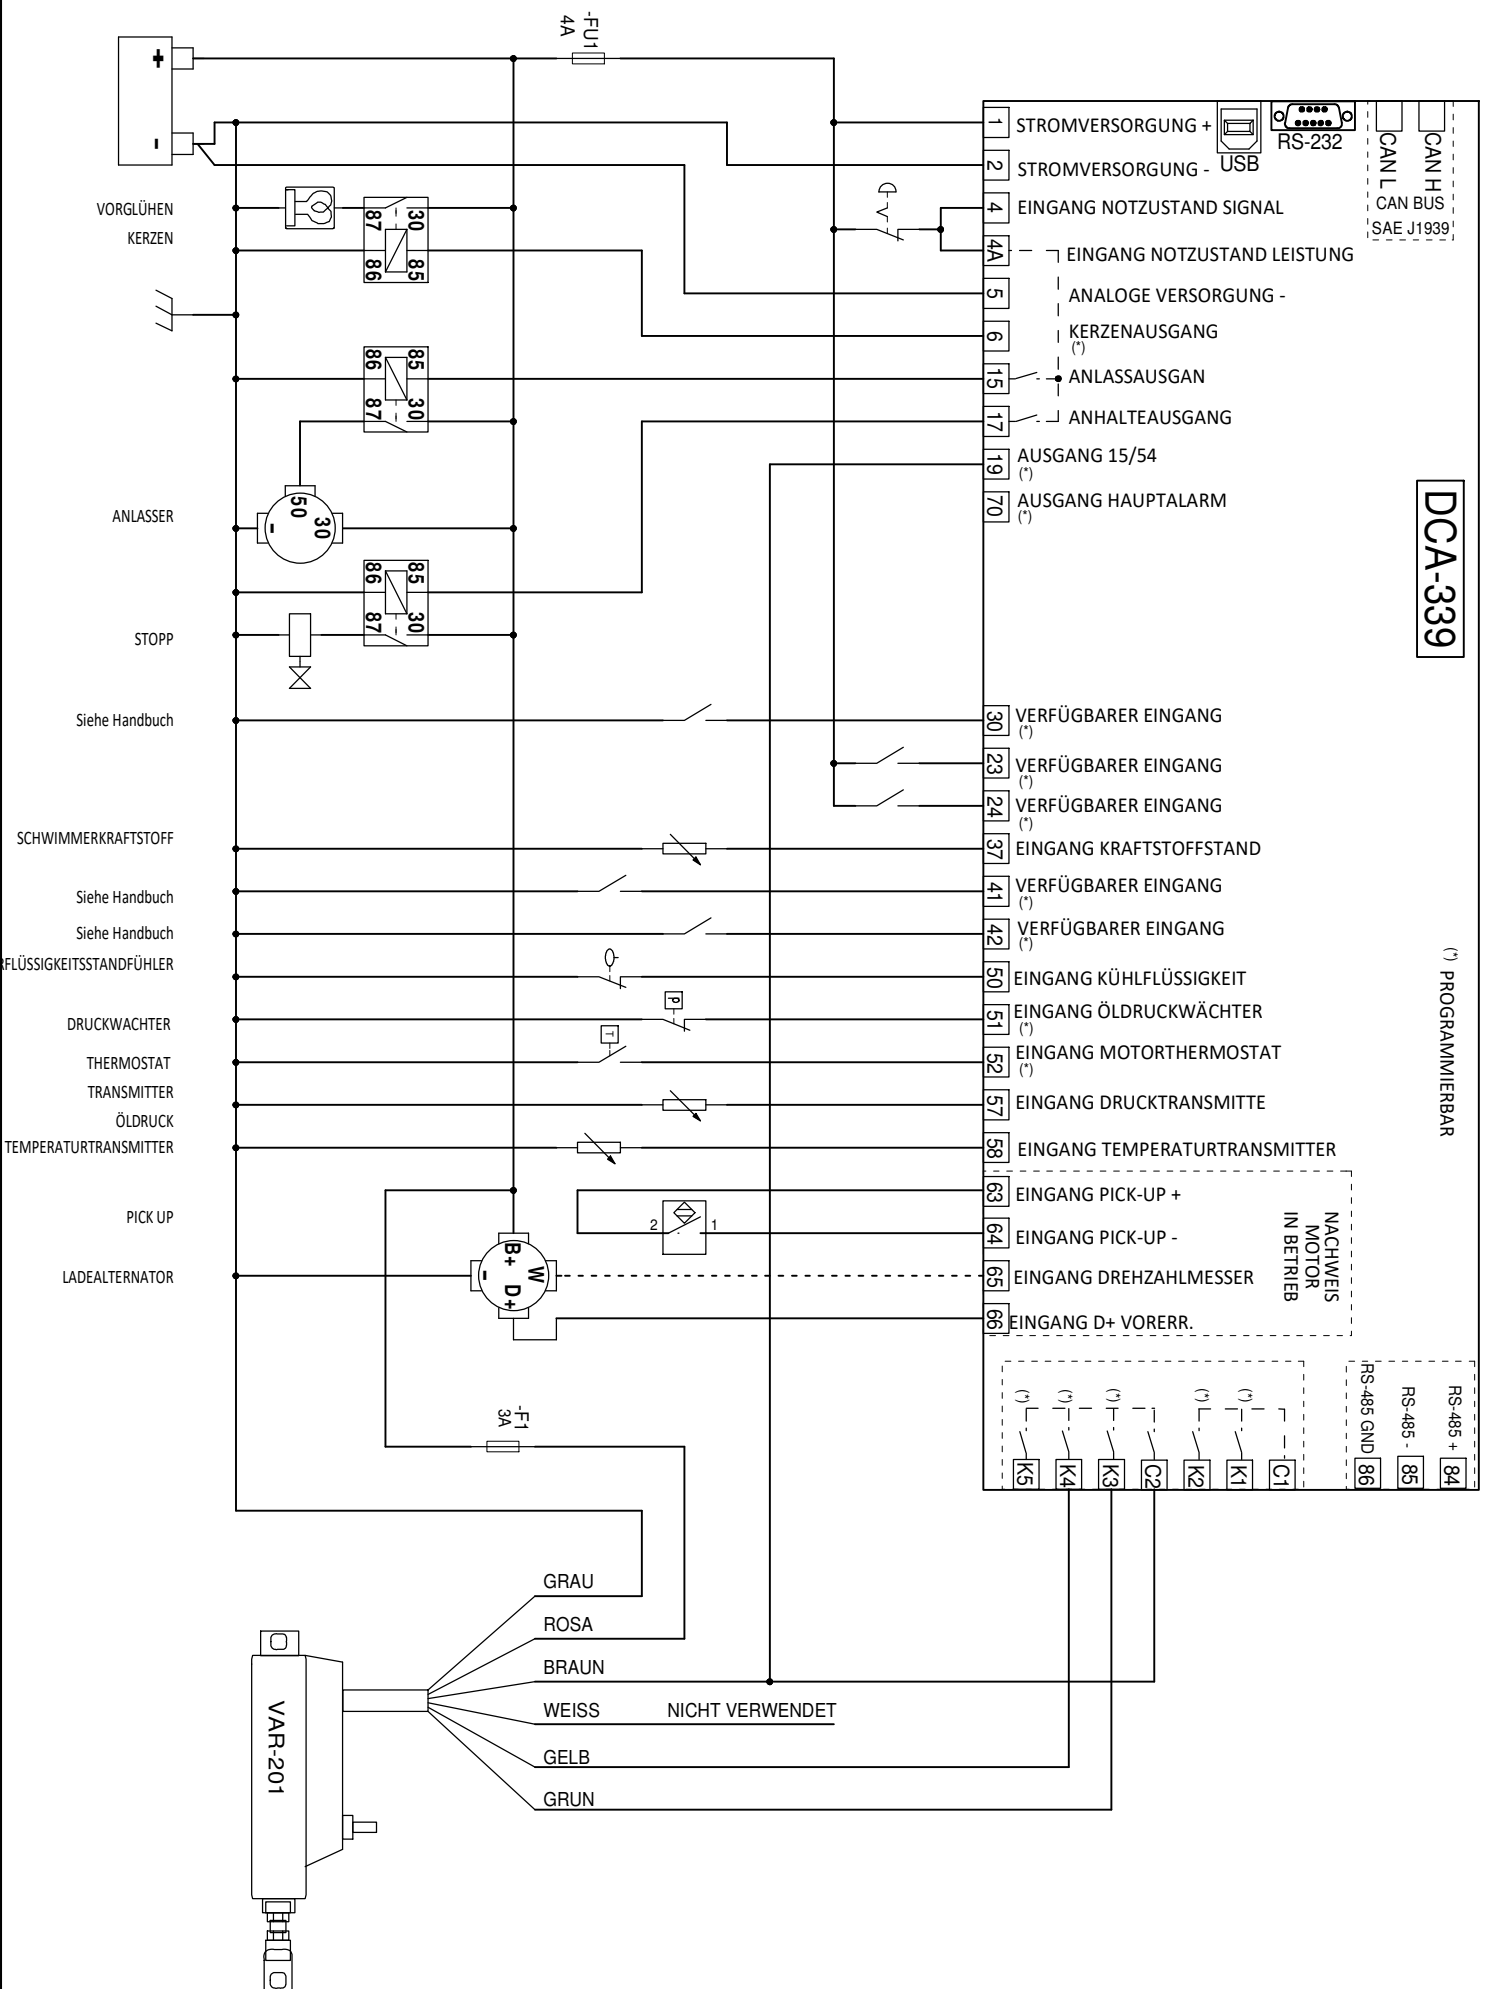 -FU1
4A
+
-
1 STROMVERSORGUNG +
2 STROMVERSORGUNG -
USB
RS-232
CAN L
CAN H
CAN BUS
SAE J1939
4 EINGANG NOTZUSTAND SIGNAL
4A EINGANG NOTZUSTAND LEISTUNG
5 ANALOGE VERSORGUNG -
6 KERZENAUSGANG
(*)
15 ANLASSAUSGAN
17 ANHALTEAUSGANG
19 AUSGANG 15/54
(*)
70 AUSGANG HAUPTALARM
(*)
DCA-339
VORGLÜHEN
KERZEN
87 30
86 85
86 85
87 30
ANLASSER
50
30
-
86 85
87 30
STOPP
Siehe Handbuch
30 VERFÜGBARER EINGANG
(*)
23 VERFÜGBARER EINGANG
(*)
24 VERFÜGBARER EINGANG
(*)
SCHWIMMERKRAFTSTOFF
37 EINGANG KRAFTSTOFFSTAND
Siehe Handbuch
41 VERFÜGBARER EINGANG
(*)
Siehe Handbuch
42 VERFÜGBARER EINGANG
(*)
RFLÜSSIGKEITSSTANDFÜHLER
50 EINGANG KÜHLFLÜSSIGKEIT
DRUCKWACHTER
P
51 EINGANG ÖLDRUCKWÄCHTER
(*)
THERMOSTAT
T
52 EINGANG MOTORTHERMOSTAT
(*)
TRANSMITTER
ÖLDRUCK
57 EINGANG DRUCKTRANSMITTE
TEMPERATURTRANSMITTER
58 EINGANG TEMPERATURTRANSMITTER
(*) PROGRAMMIERBAR
PICK UP
2
1
63 EINGANG PICK-UP +
64 EINGANG PICK-UP -
LADEALTERNATOR
B+
W
-
D+
65 EINGANG DREHZAHLMESSER
66 EINGANG D+ VORERR.
NACHWEIS
MOTOR
IN BETRIEB
-F1
3A
(*)
(*)
(*)
(*)
(*)
K5
K4
K3
C2
K2
K1
C1
RS-485 GND 86
RS-485 - 85
RS-485 + 84
GRAU
ROSA
BRAUN
WEISS NICHT VERWENDET
GELB
GRUN
VAR-201